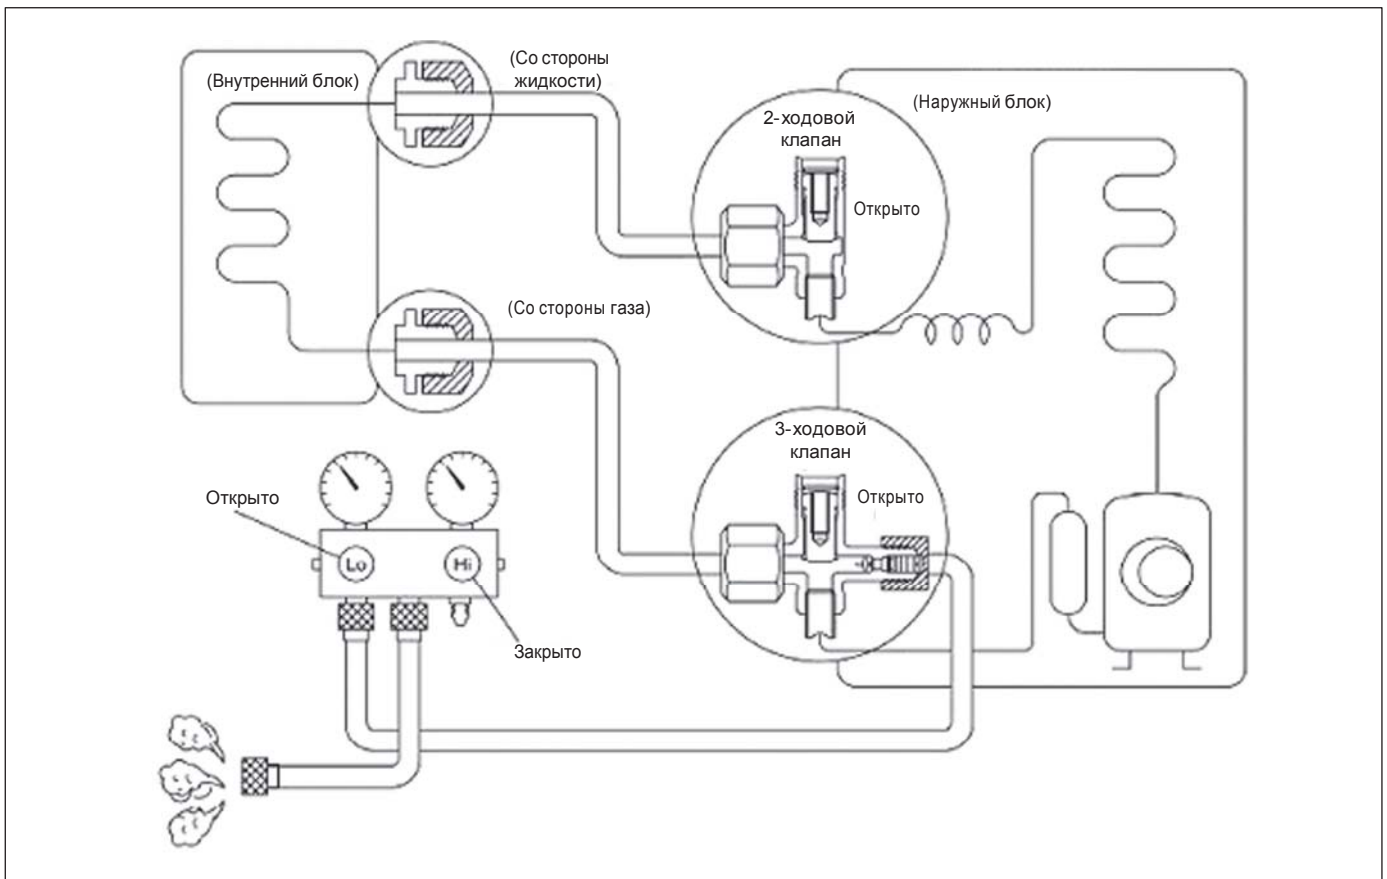 (Внутренний блок)
(Со стороны
жидкости)
(Наружный блок)
2-ходовой
клапан
Открыто
(Со стороны газа)
3-ходовой
клапан
Открыто
Открыто
Lo
Hi
Закрыто